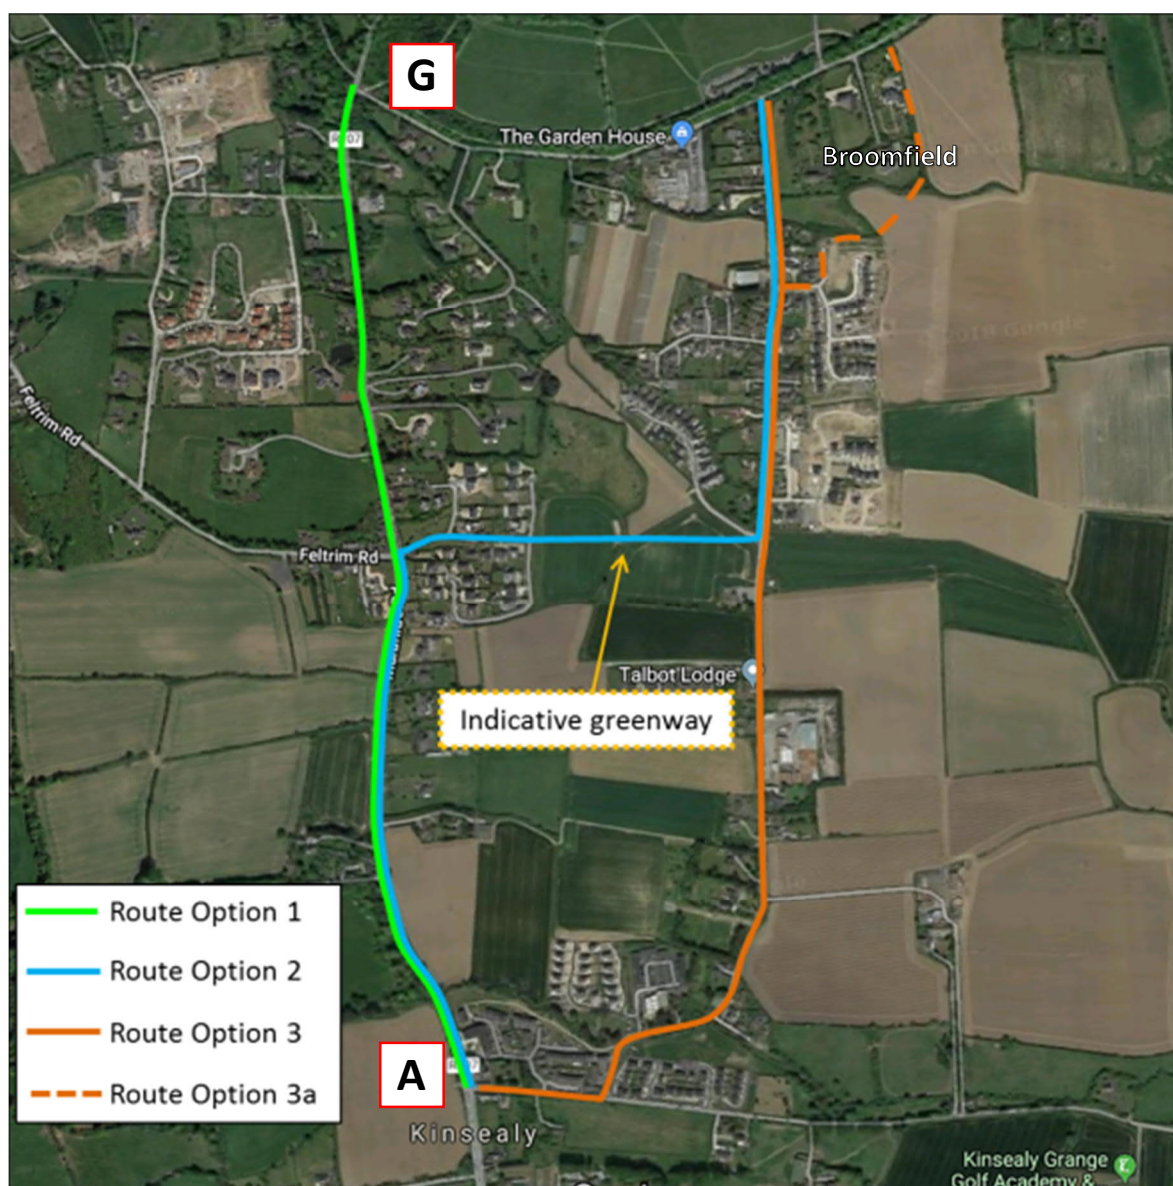 G
The Garden House
Broomfield
Feltrim Rd
Feltrim Rd
Talbot Lodge
Indicative greenway
Route Option 1
Route Option 2
Route Option 3
Route Option 3a
A
Kinsealy
Kinsealy Grange
Golf Academy &